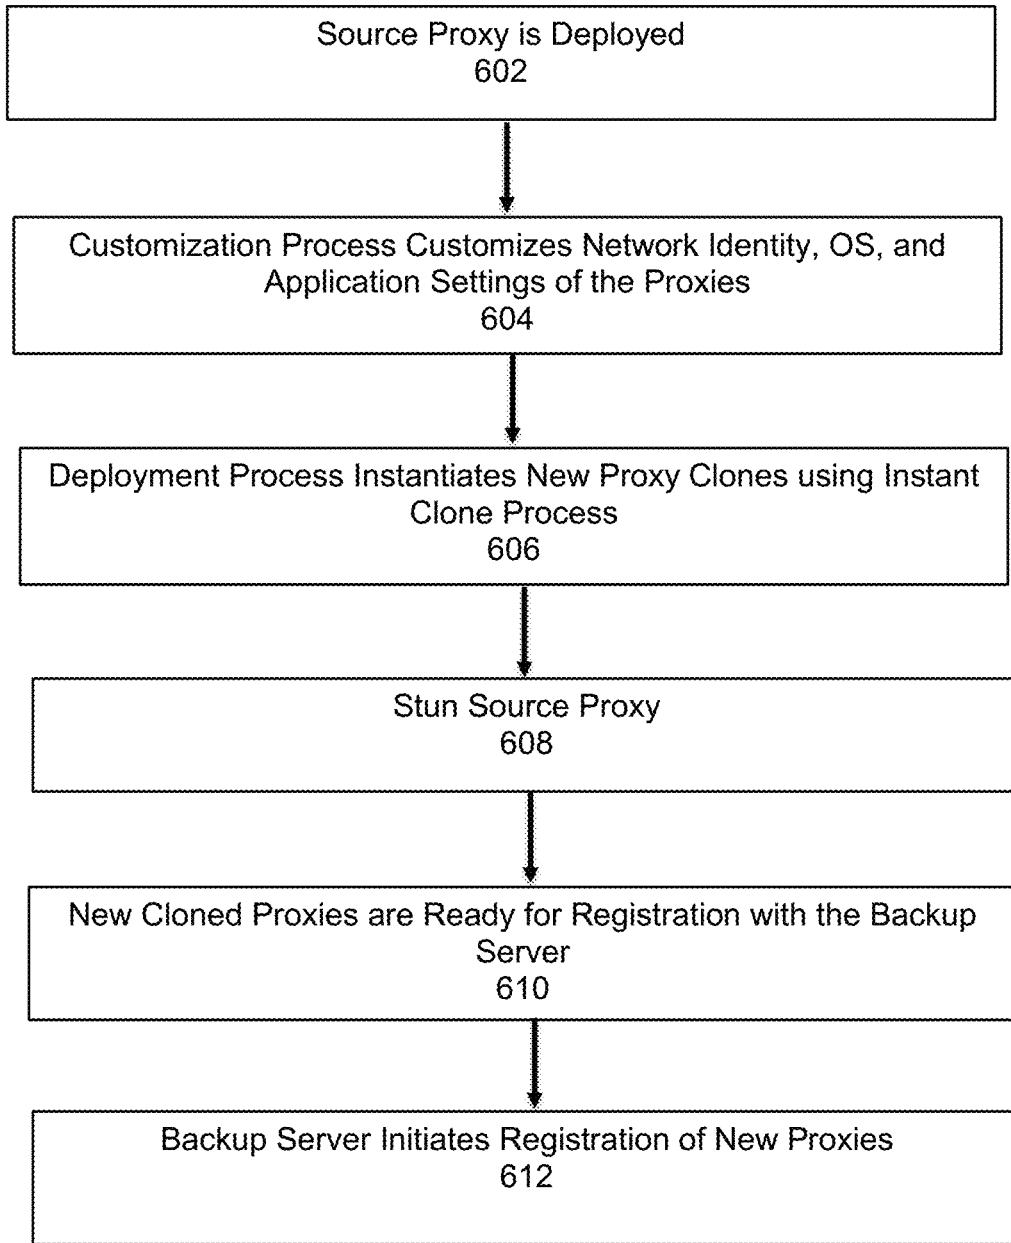 Source Proxy is Deployed
602
Customization Process Customizes Network Identity, OS, and
Application Settings of the Proxies
604
Deployment Process Instantiates New Proxy Clones using Instant
Clone Process
606
Stun Source Proxy
608
New Cloned Proxies are Ready for Registration with the Backup
Server
610
Backup Server Initiates Registration of New Proxies
612